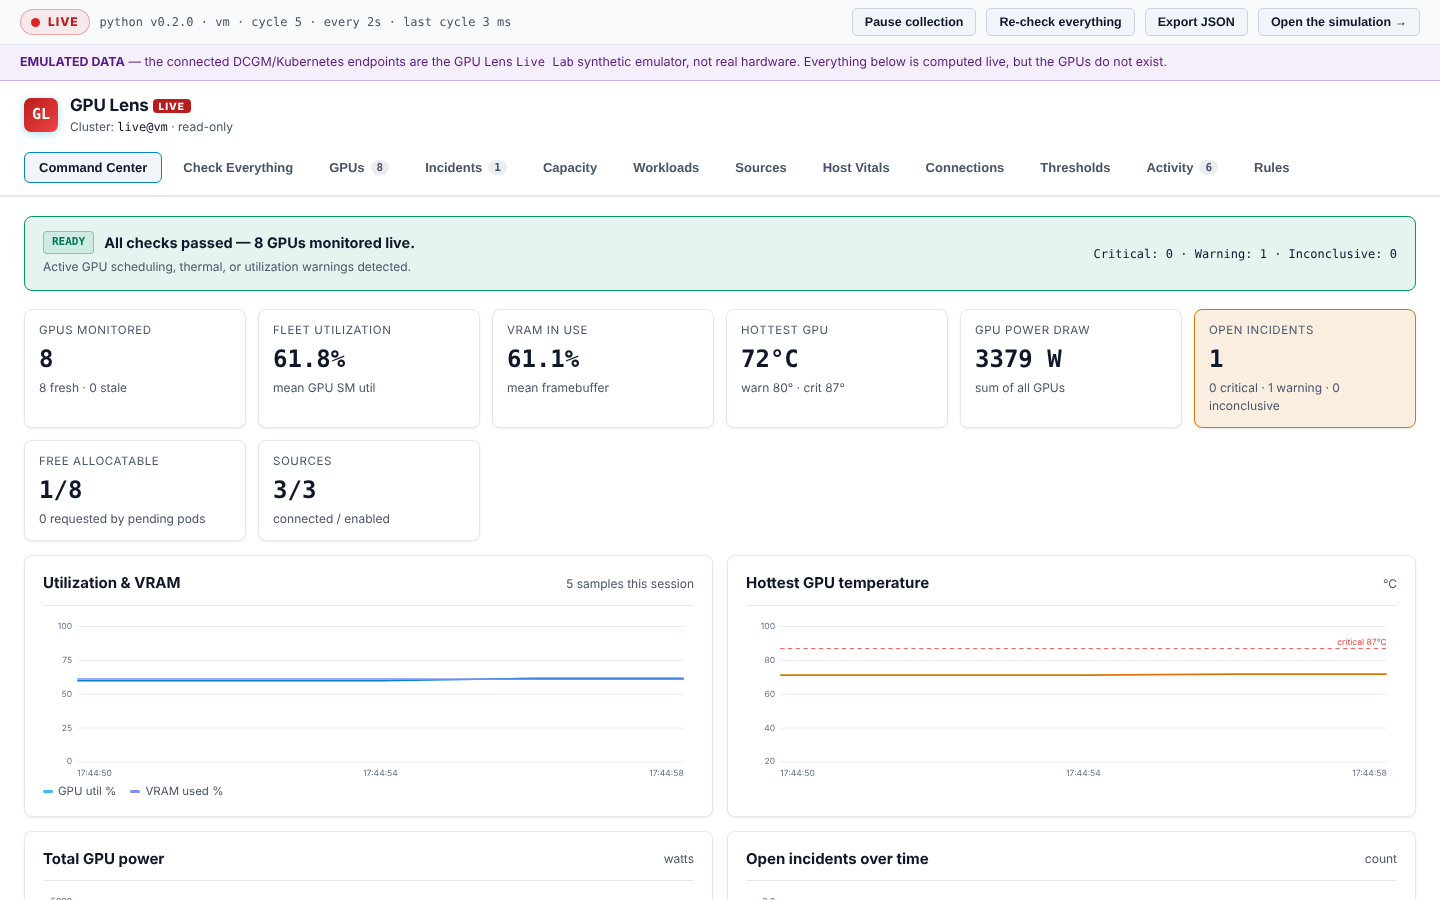 LIVE
python v0.2.0 · vm · cycle 5 · every 2s · last cycle 3 ms
Pause collection
Re-check everything
Export JSON
Open the simulation →
EMULATED DATA — the connected DCGM/Kubernetes endpoints are the GPU Lens Live Lab synthetic emulator, not real hardware. Everything below is computed live, but the GPUs do not exist.
GL
GPU Lens LIVE
Cluster: live@vm · read-only
Command Center
Check Everything
GPUs 8
Incidents 1
Capacity
Workloads
Sources
Host Vitals
Connections
Thresholds
Activity 6
Rules
READY All checks passed — 8 GPUs monitored live.
Active GPU scheduling, thermal, or utilization warnings detected.
Critical: 0 · Warning: 1 · Inconclusive: 0
GPUS MONITORED
8
8 fresh · 0 stale
FLEET UTILIZATION
61.8%
mean GPU SM util
VRAM IN USE
61.1%
mean framebuffer
HOTTEST GPU
72°C
warn 80° · crit 87°
GPU POWER DRAW
3379 W
sum of all GPUs
OPEN INCIDENTS
1
0 critical · 1 warning · 0
inconclusive
FREE ALLOCATABLE
1/8
0 requested by pending pods
SOURCES
3/3
connected / enabled
Utilization & VRAM
5 samples this session
100
75
50
25
0
17:44:50
17:44:54
17:44:58
GPU util %
VRAM used %
Hottest GPU temperature
°C
100
critical 87°C
80
60
40
20
17:44:50
17:44:54
17:44:58
Total GPU power
watts
Open incidents over time
count